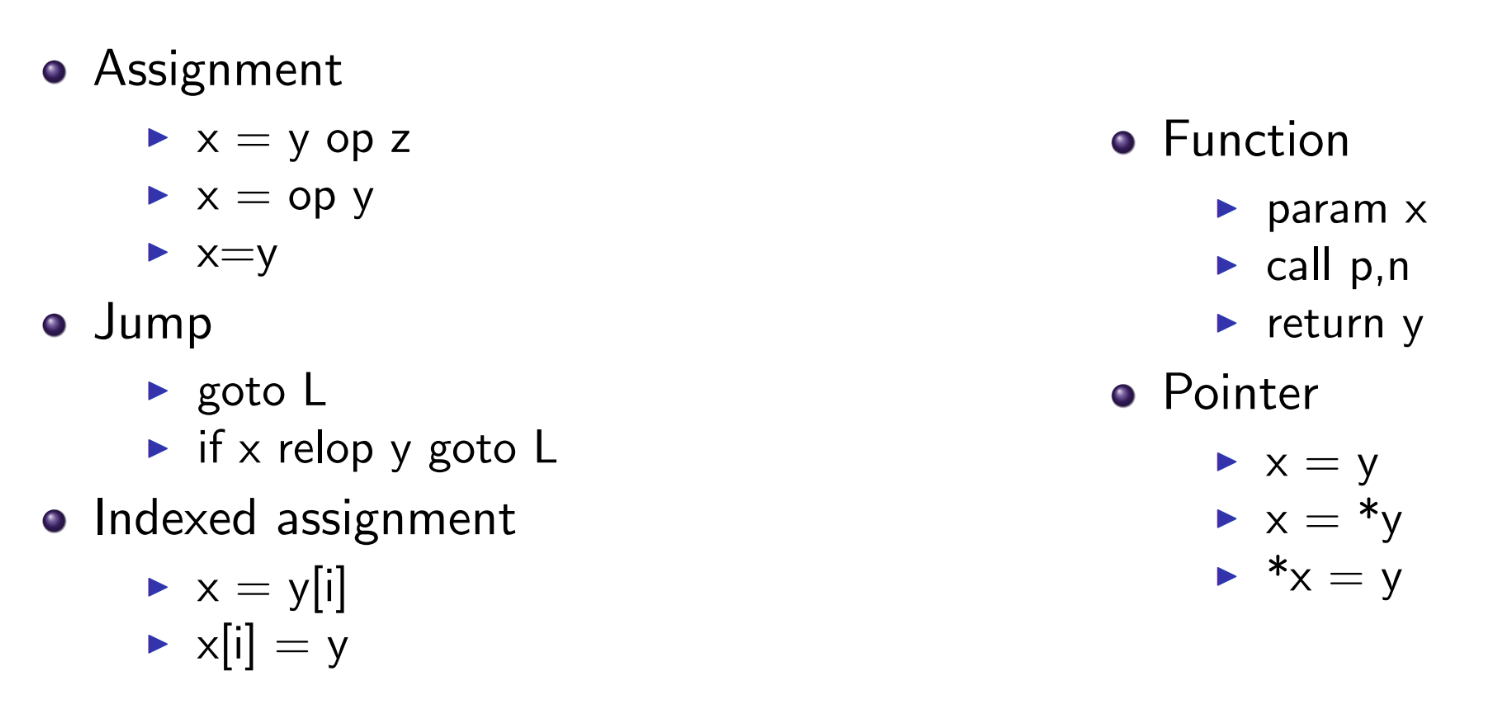 Assignment
x = y op z
x = op y
x=y
Jump
goto L
if x relop y goto L
Indexed assignment
x = y[i]
x[i] = y
Function
param x
call p,n
return y
Pointer
x = y
x = *y
*x = y